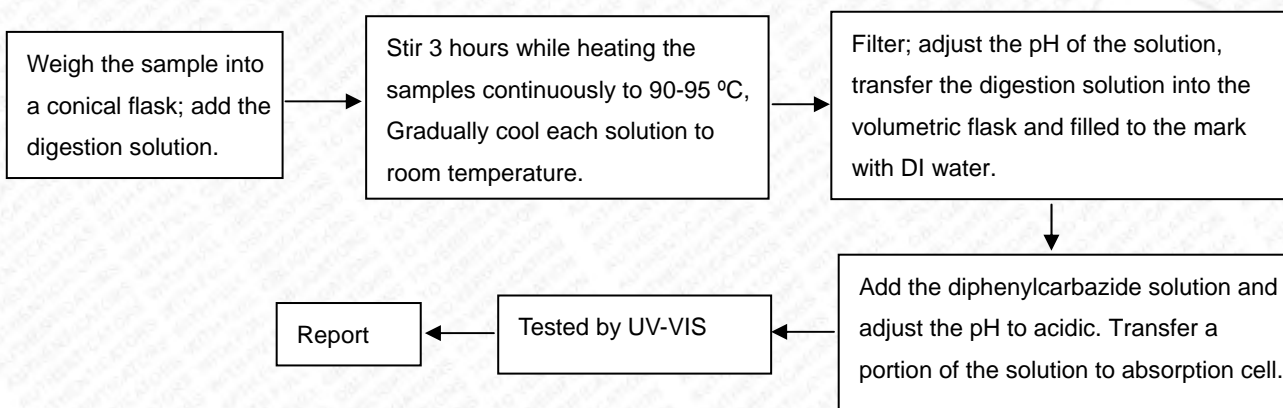 Weigh the sample into
a conical flask; add the
digestion solution.
Stir 3 hours while heating the
samples continuously to 90-95 ºC,
Gradually cool each solution to
room temperature.
Filter; adjust the pH of the solution,
transfer the digestion solution into the
volumetric flask and filled to the mark
with DI water.
Add the diphenylcarbazide solution and
adjust the pH to acidic. Transfer a
portion of the solution to absorption cell.
Tested by UV-VIS
Report